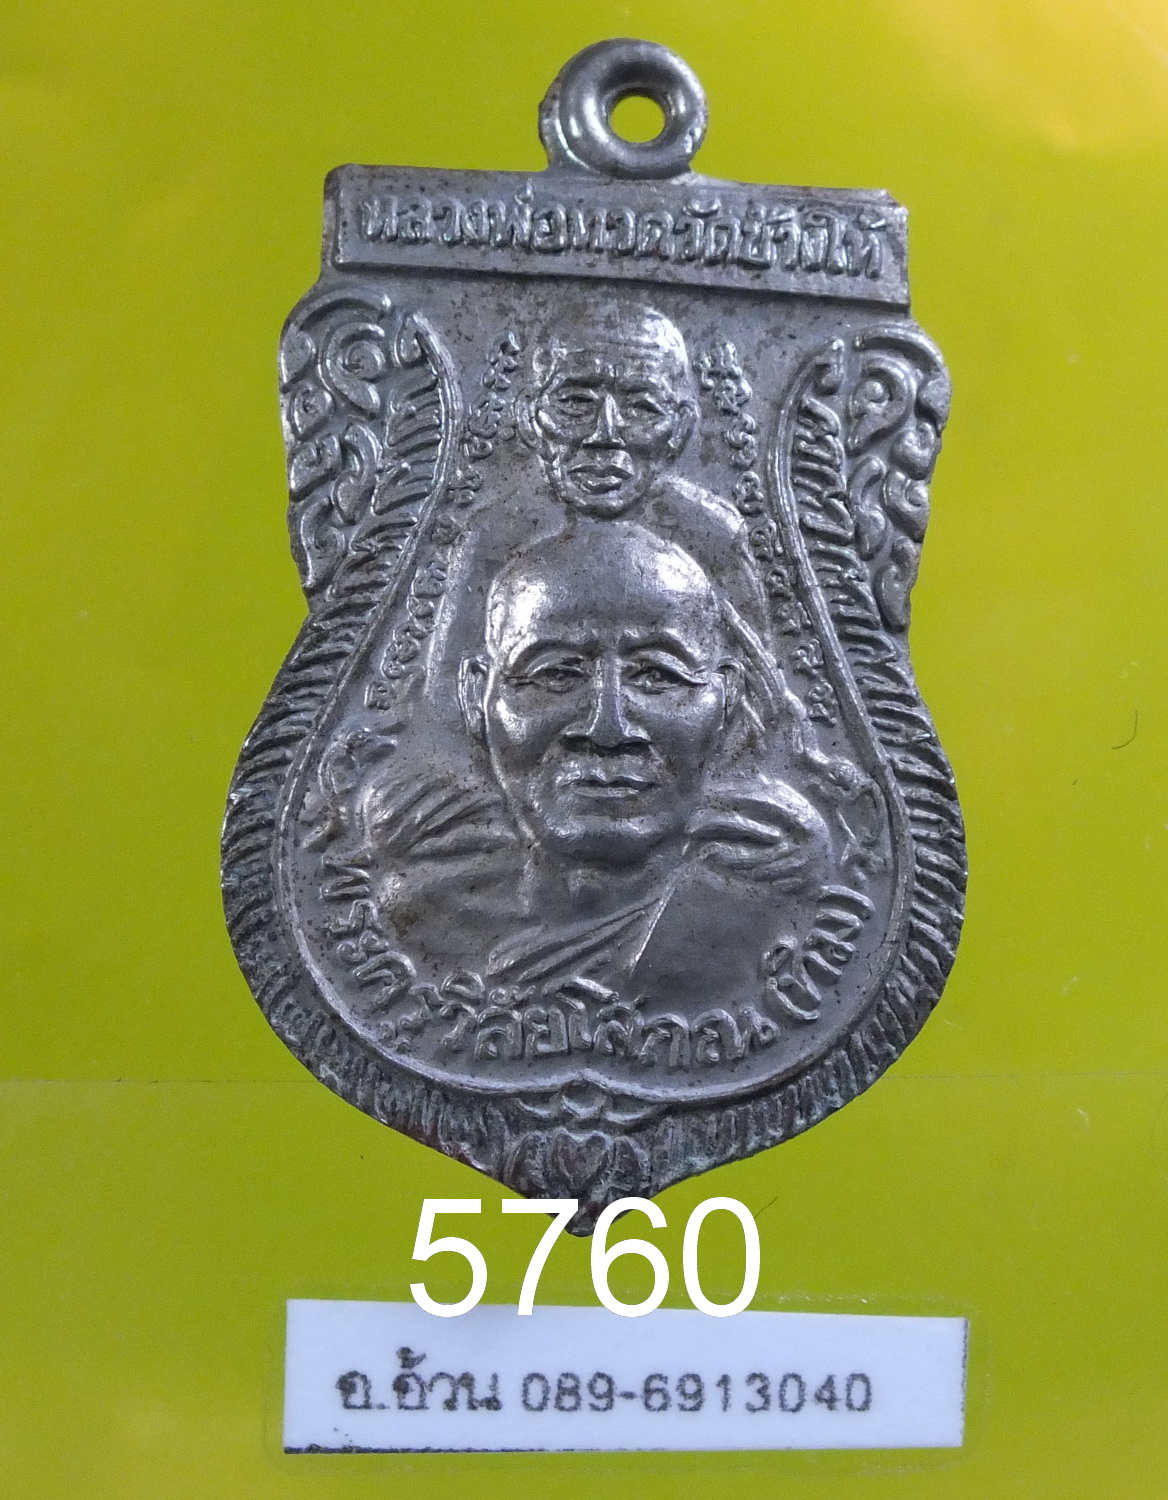 หลวงพ่อทวดวัดช้างให้
พระครูวิสัยโสภณ (ทิม)
5760
อ.อ้วน 089-6913040